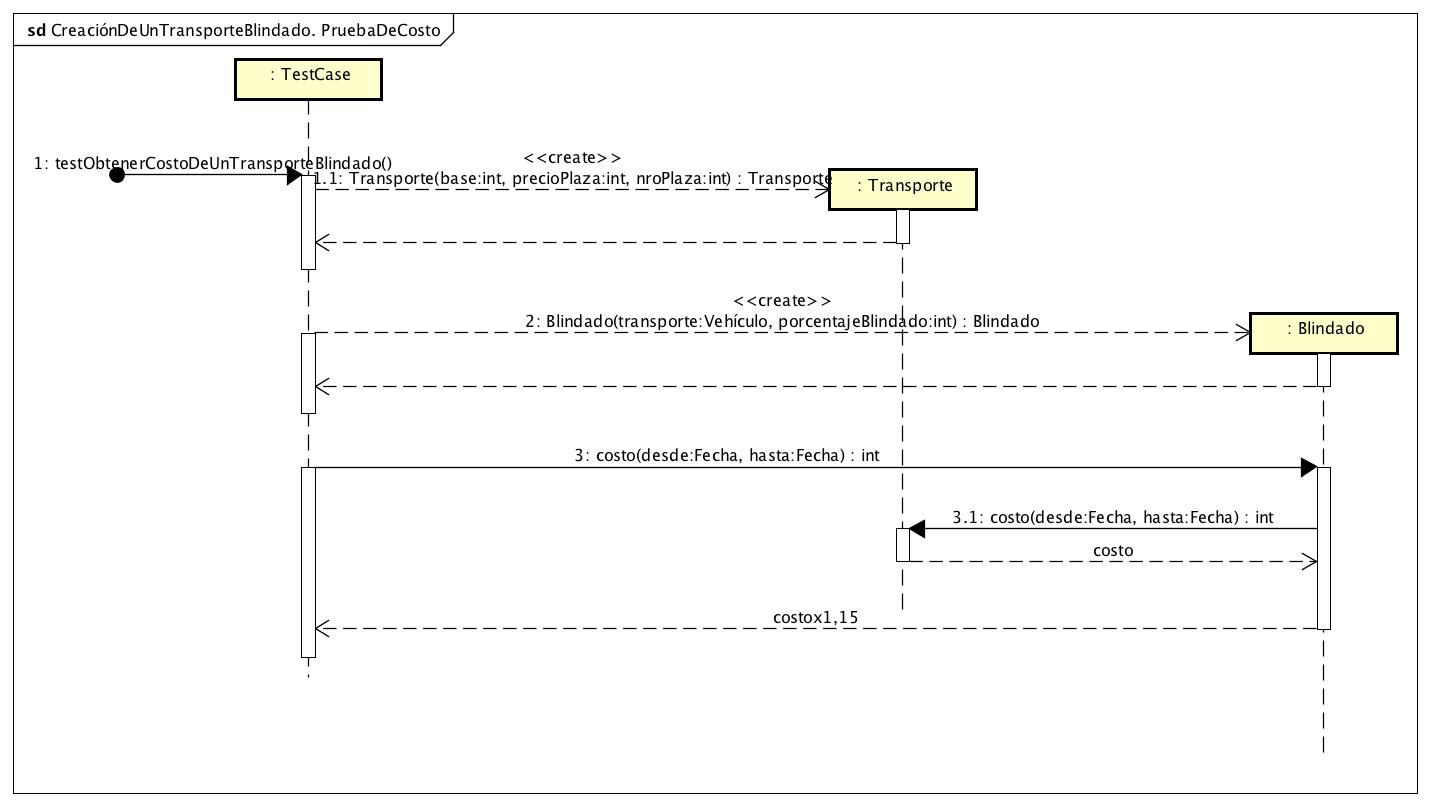 sd CreaciónDeUnTransporteBlindado. PruebaDeCosto
: TestCase
1: testObtenerCostoDeUnTransporteBlindado()
<<create>>
1.1: Transporte(base:int, precioPlaza:int, nroPlaza:int) : Transporte
: Transporte
<<create>>
2: Blindado(transporte:Vehículo, porcentajeBlindado:int) : Blindado
: Blindado
3: costo(desde:Fecha, hasta:Fecha) : int
3.1: costo(desde:Fecha, hasta:Fecha) : int
costo
costox1,15